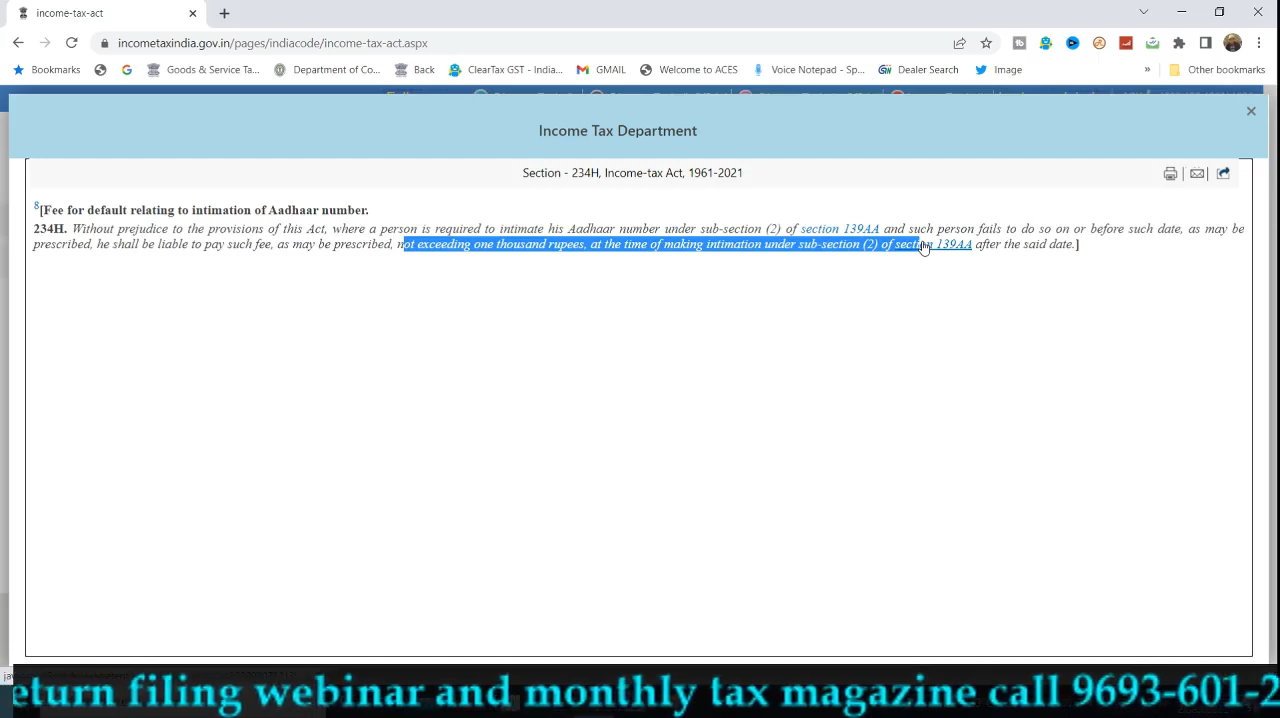 income-tax-act
incometaxindia.gov.in/pages/indiacode/income-tax-act.aspx
Bookmarks
Goods & Service Ta...
Department of Co...
Back
ClearTax GST - India...
GMAIL
Welcome to ACES
Voice Notepad - Sp...
Dealer Search
Image
»
Other bookmarks
Income Tax Department
Section - 234H, Income-tax Act, 1961-2021
8[Fee for default relating to intimation of Aadhaar number.
234H. Without prejudice to the provisions of this Act, where a person is required to intimate his Aadhaar number under sub-section (2) of section 139AA and such person fails to do so on or before such date, as may be
prescribed, he shall be liable to pay such fee, as may be prescribed, not exceeding one thousand rupees, at the time of making intimation under sub-section (2) of section 139AA after the said date.]
eturn filing webinar and monthly tax magazine call 9693-601-2